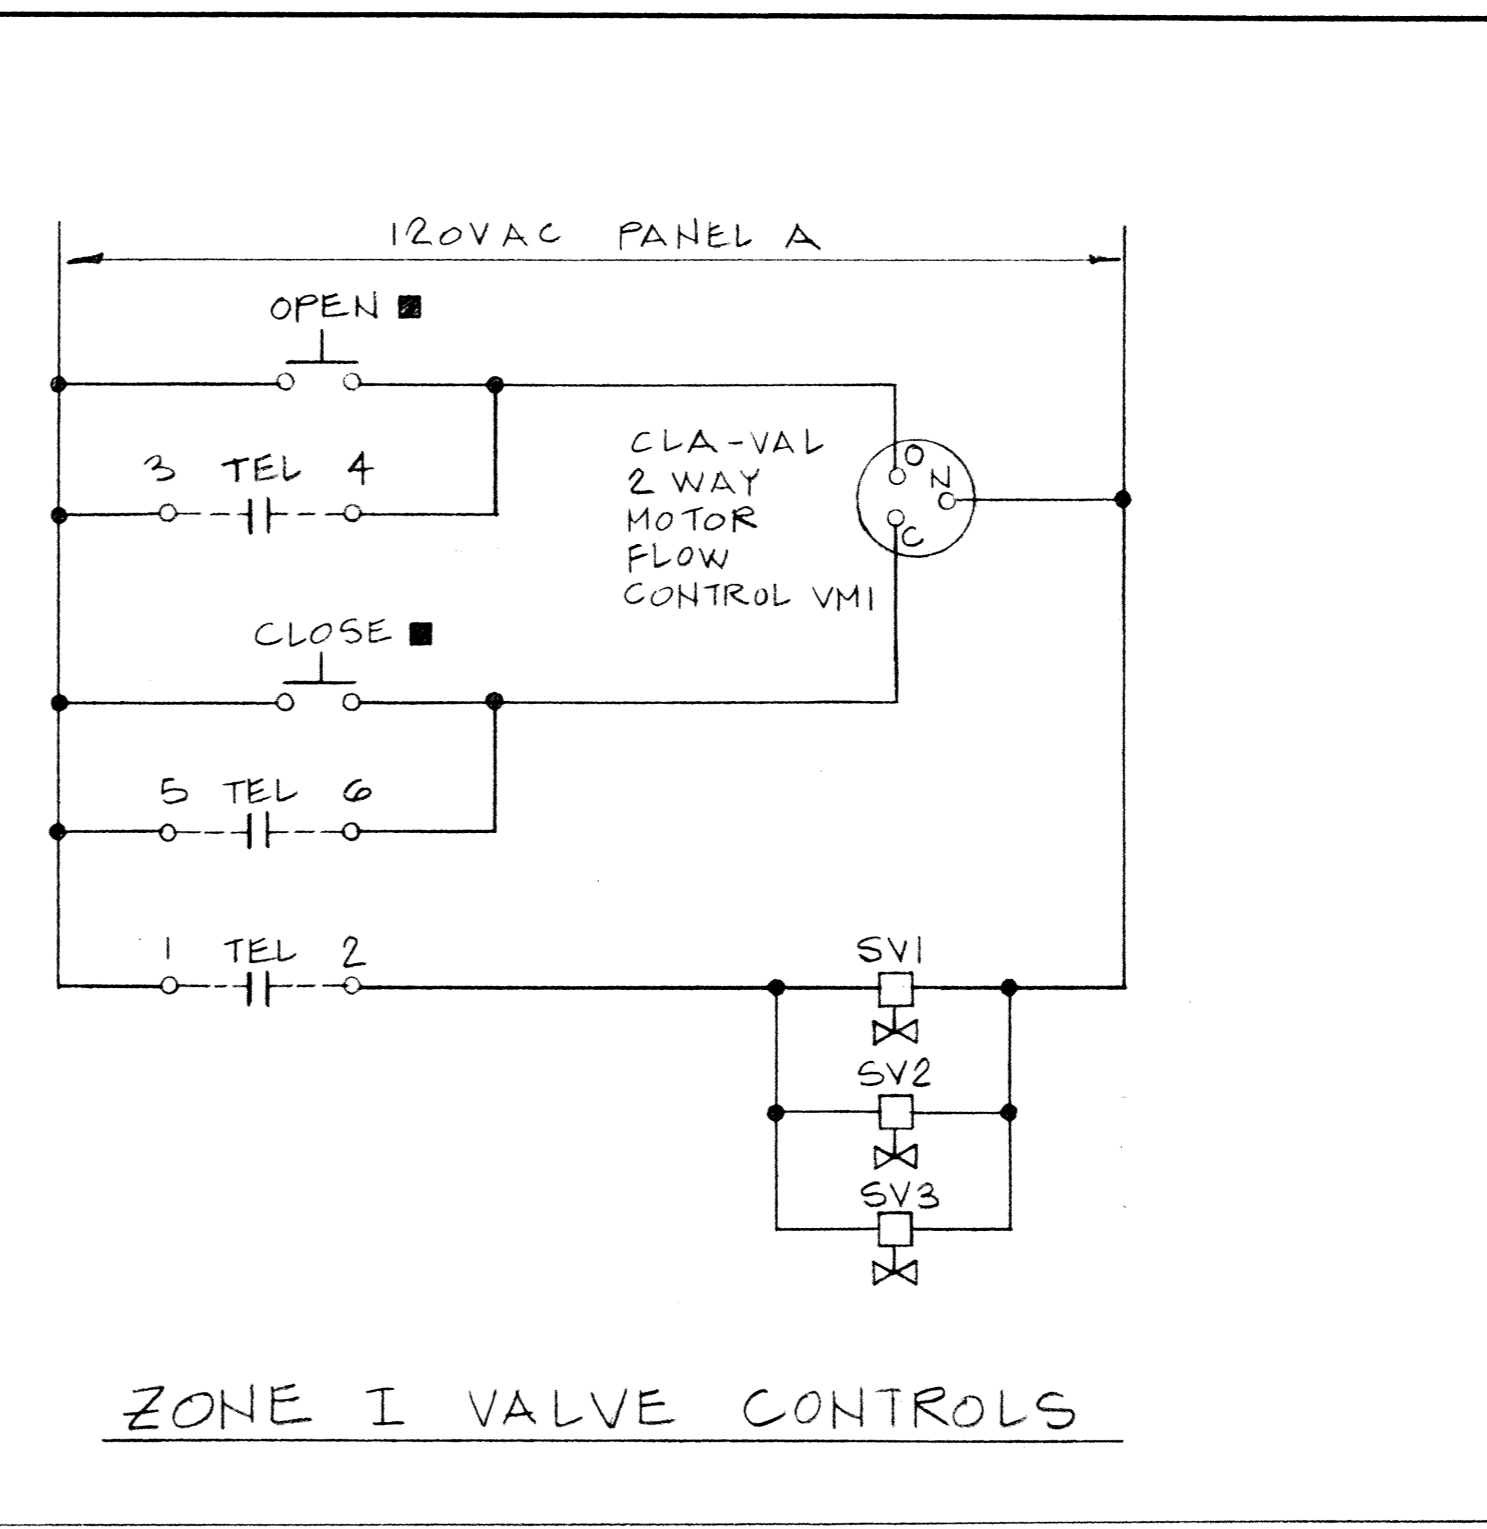 120VAC PANEL A
OPEN
3 TEL 4
CLA-VAL
2 WAY
MOTOR
FLOW
CONTROL VM1
O
N
C
CLOSE
5 TEL 6
1 TEL 2
SV1
SV2
SV3
ZONE I VALVE CONTROLS